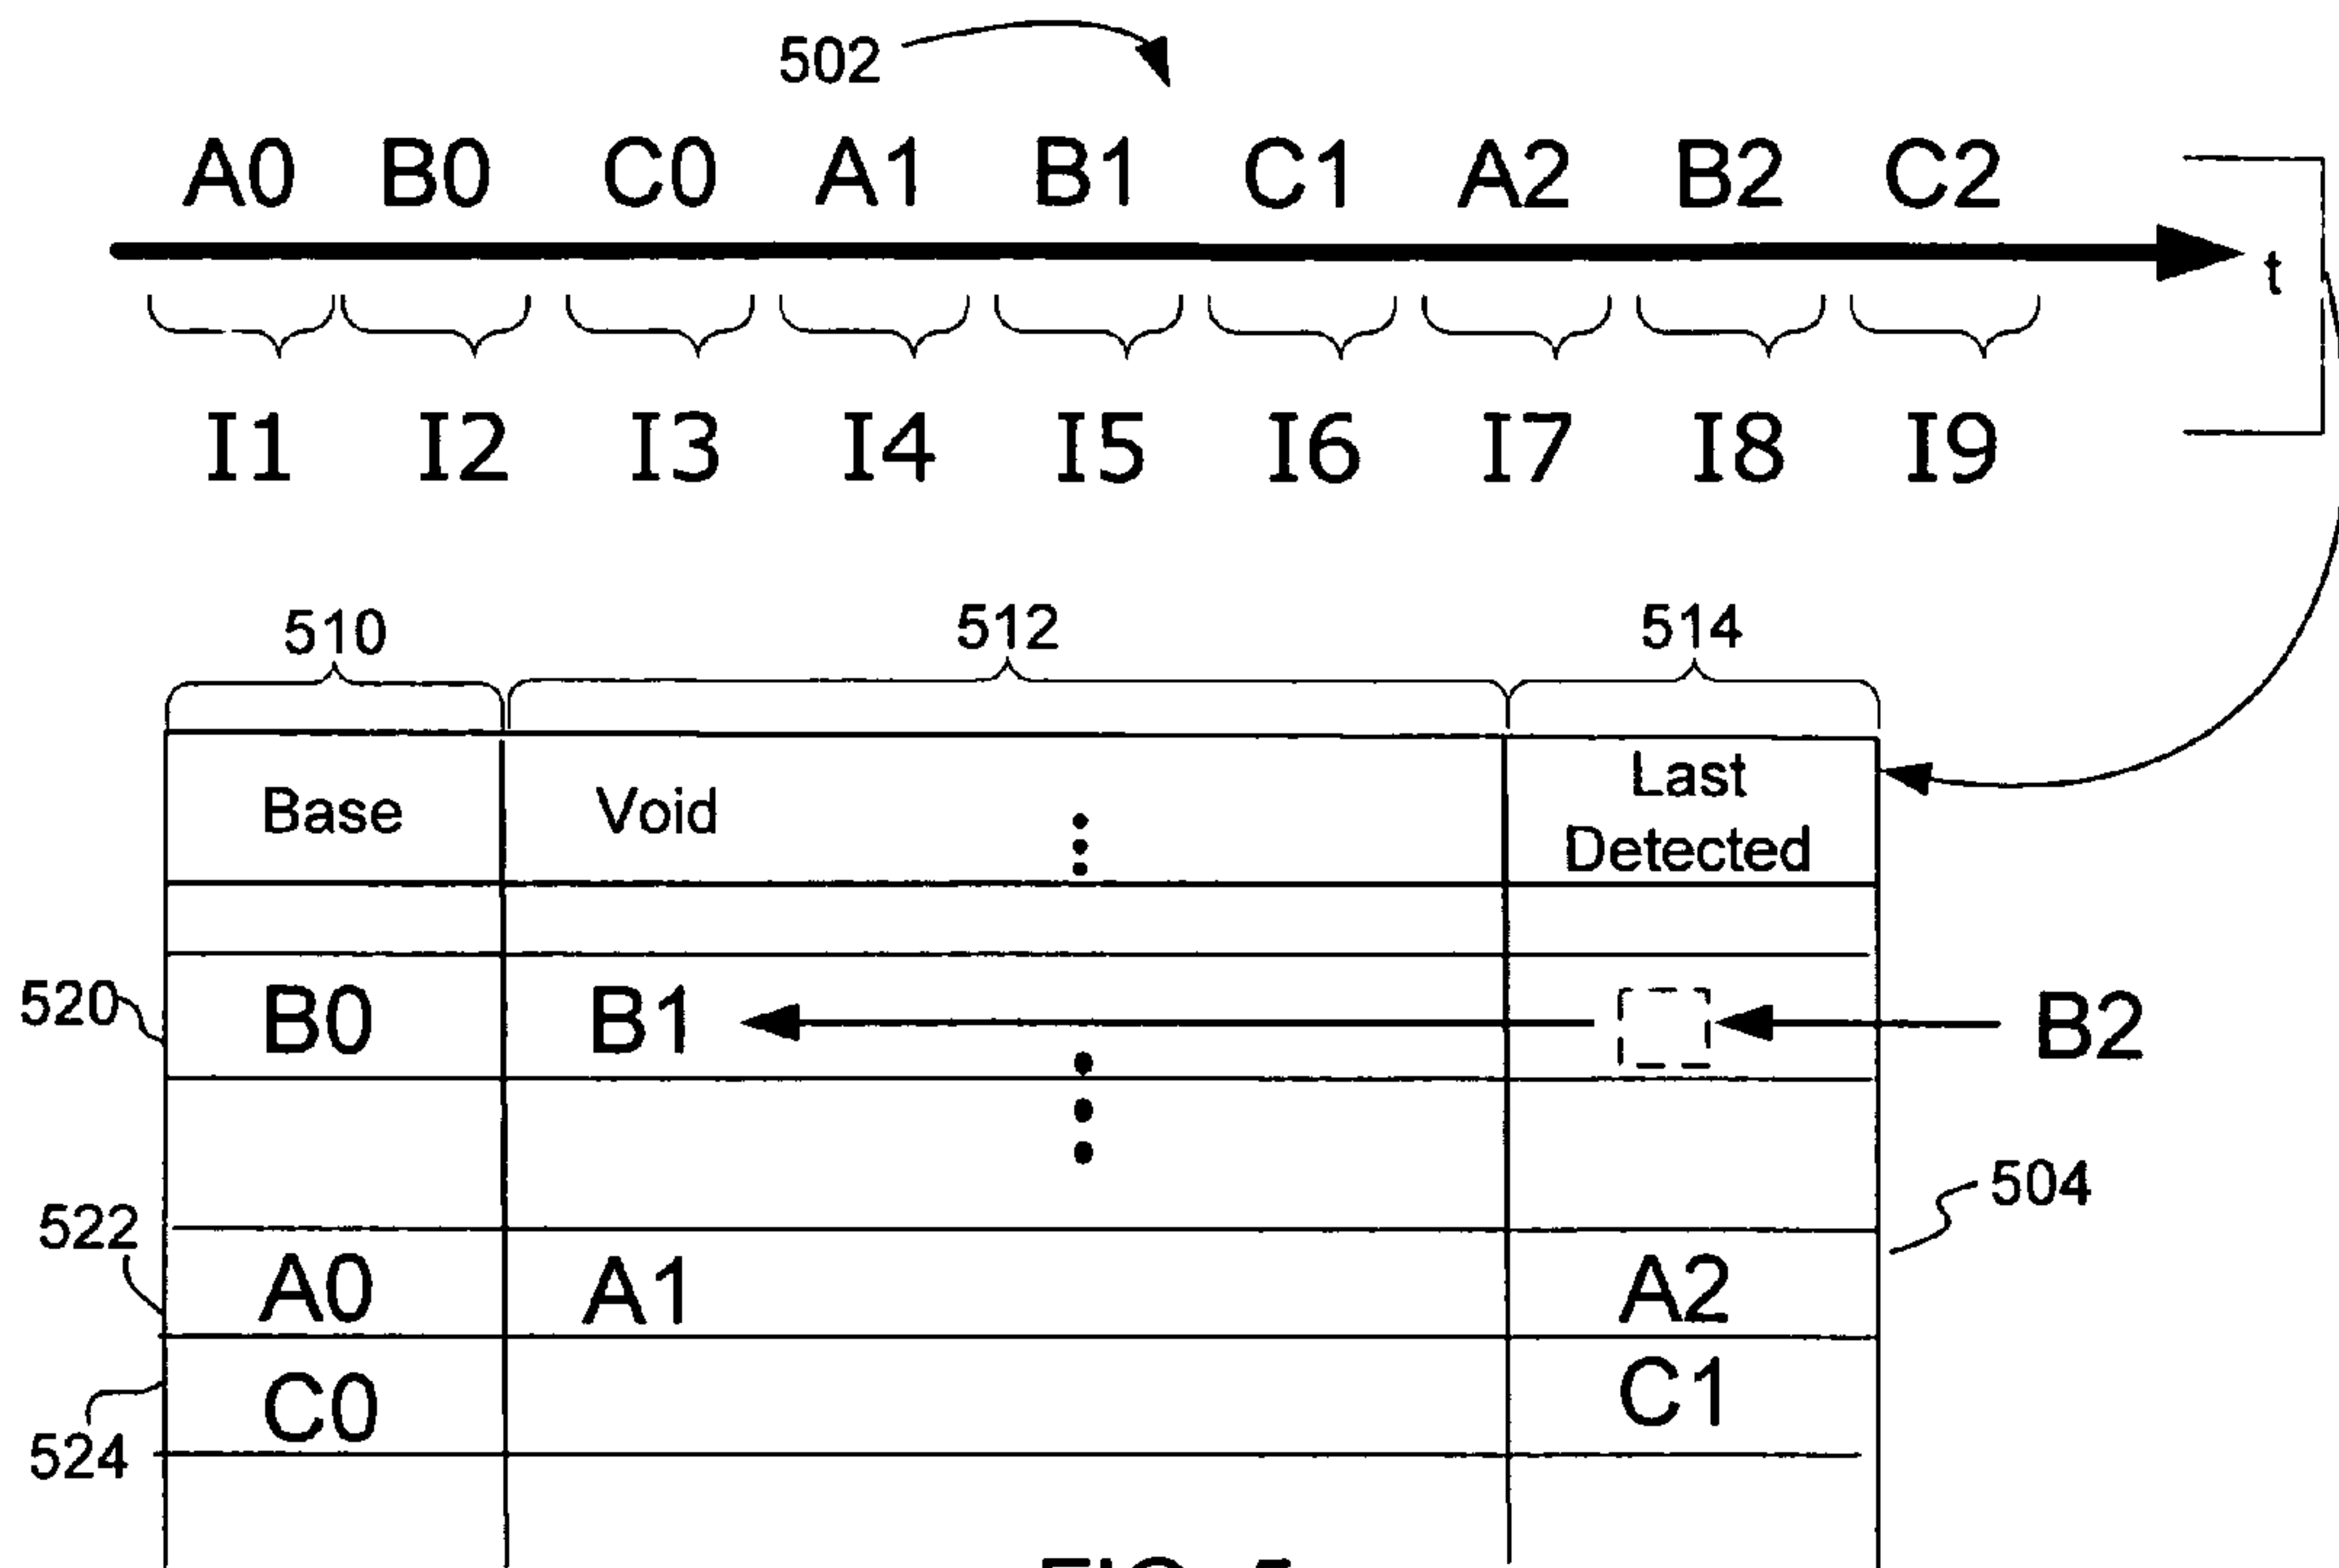 502
A0 B0 C0 A1 B1 C1 A2 B2 C2
t
I1 I2 I3 I4 I5 I6 I7 I8 I9
510 512 514
Base Void Last
Detected
520 B0 B1 B2
504
522 A0 A1 A2
C0 C1
524